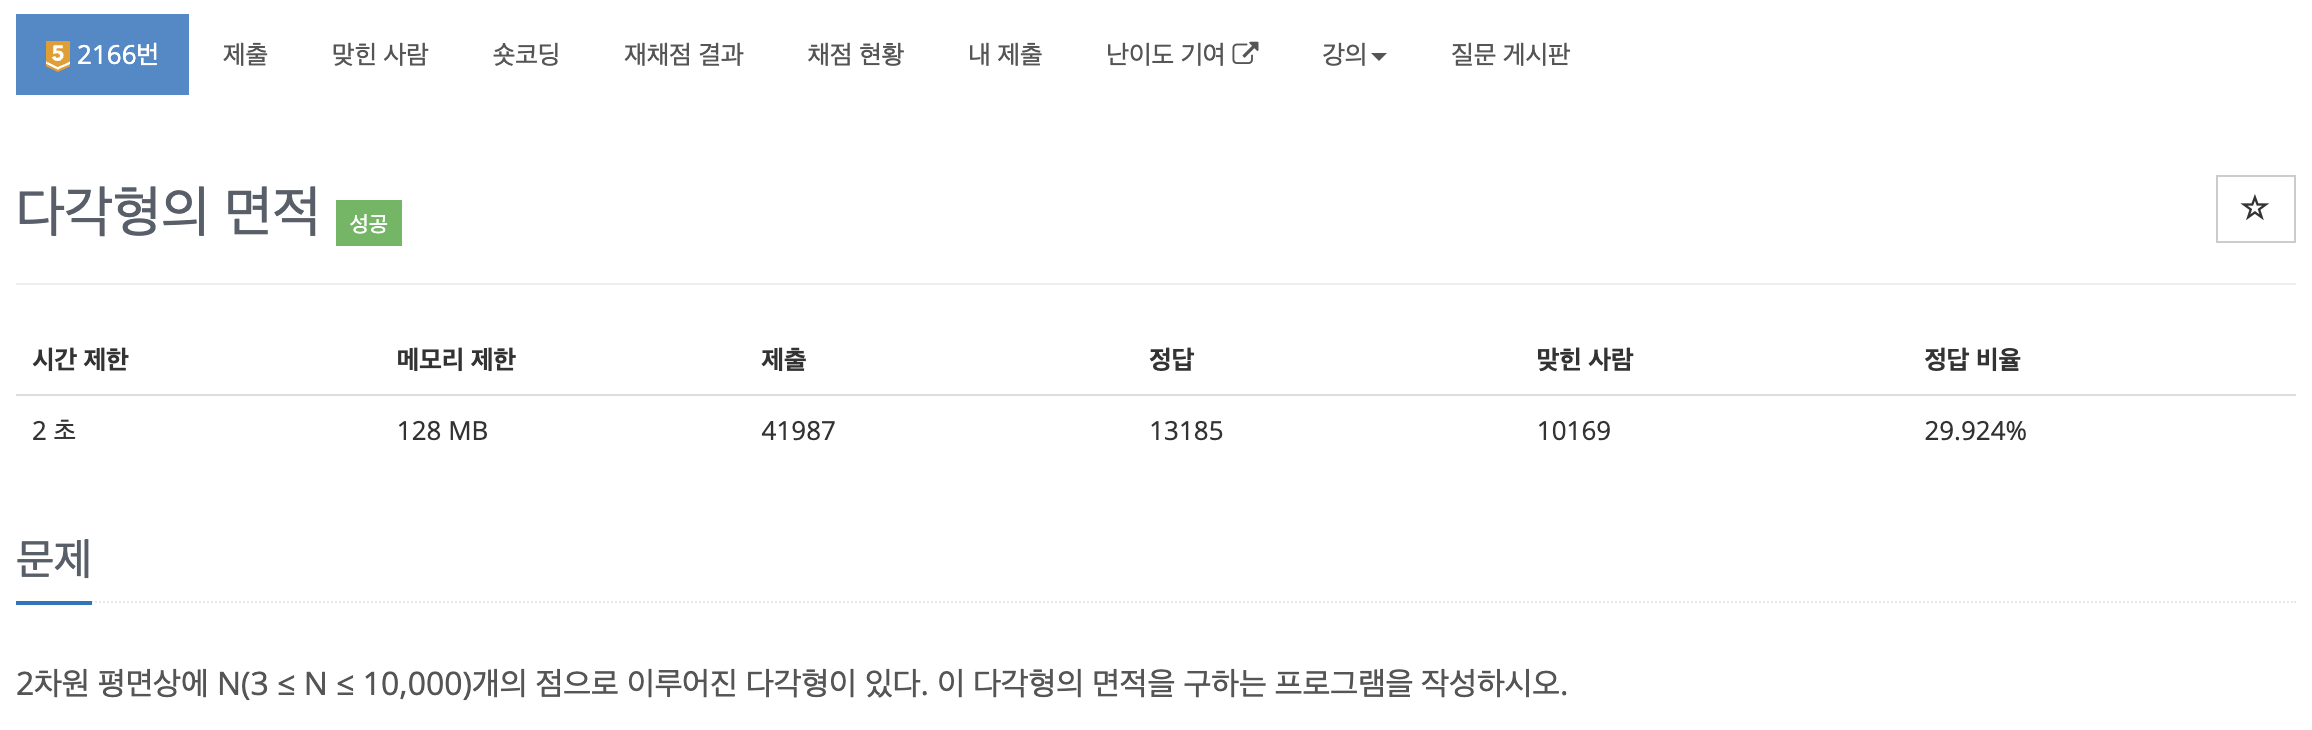 5 2166번 제출 맞힌 사람 숏코딩 재채점 결과 채점 현황 내 제출 난이도 기여 강의 질문 게시판
다각형의 면적 성공
시간 제한 메모리 제한 제출 정답 맞힌 사람 정답 비율
2 초 128 MB 41987 13185 10169 29.924%
문제
2차원 평면상에 N(3 ≤ N ≤ 10,000)개의 점으로 이루어진 다각형이 있다. 이 다각형의 면적을 구하는 프로그램을 작성하시오.